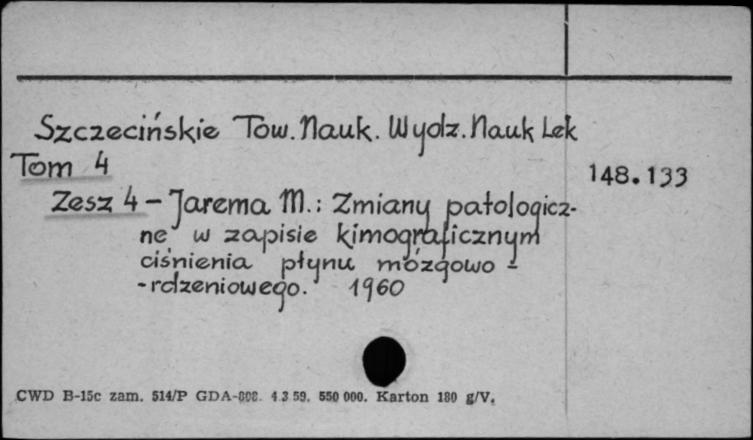 Szczecińskie Tow. Nauk. Wydz. Nauk Lek
Tom 4
148.133
Zesz 4 - Jarema M.: Zmiany patologicz-
ne w zapisie kimograficznym
ciśnienia płynu mózgowo -
-rdzeniowego. 1960
CWD B-15c zam. 514/P GDA- 4.3 59. 550 000. Karton 180 g/V.